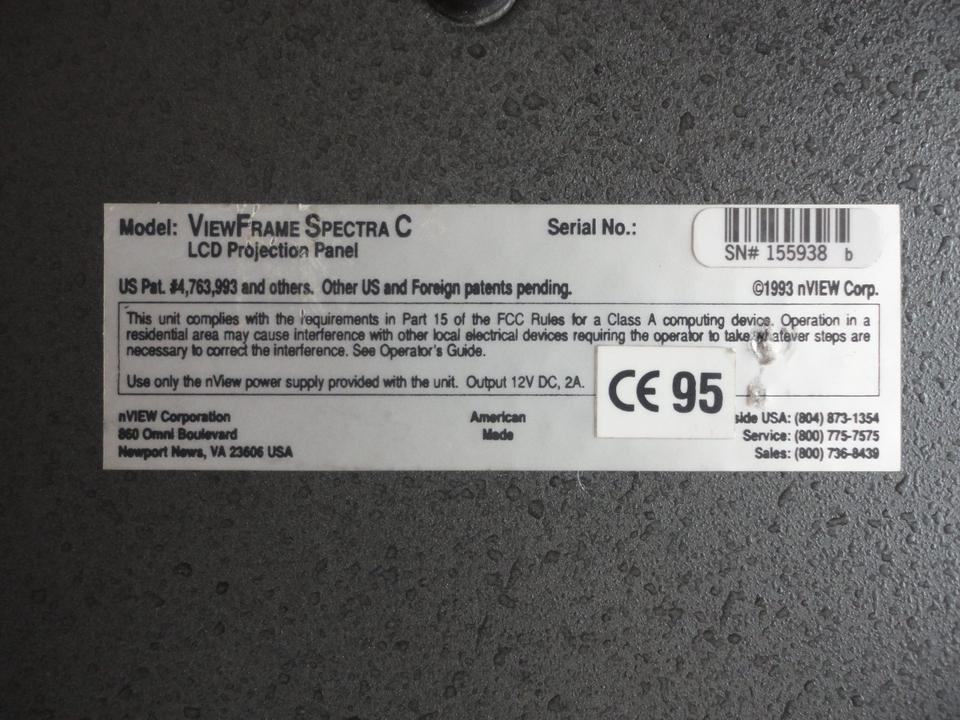 Model: VIEWFRAME SPECTRA C
LCD Projection Panel
Serial No.:
SN# 155938 b
US Pat. #4,763,993 and others. Other US and Foreign patents pending.
©1993 nVIEW Corp.
This unit complies with the requirements in Part 15 of the FCC Rules for a Class A computing device. Operation in a
residential area may cause interference with other local electrical devices requiring the operator to take whatever steps are
necessary to correct the interference. See Operator's Guide.
Use only the nView power supply provided with the unit. Output 12V DC, 2A.
CE 95
nVIEW Corporation
860 Omni Boulevard
Newport News, VA 23606 USA
American
Made
side USA: (804) 873-1354
Service: (800) 775-7575
Sales: (800) 736-8439